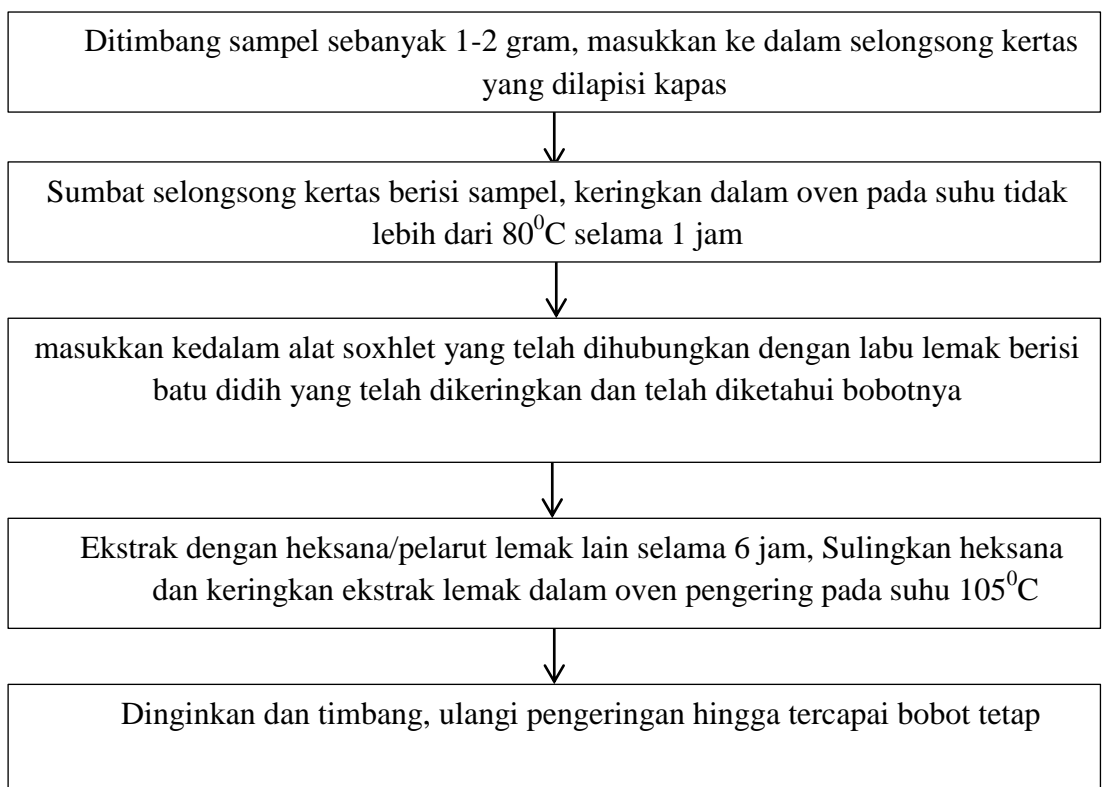 Ditimbang sampel sebanyak 1-2 gram, masukkan ke dalam selongsong kertas
yang dilapisi kapas
Sumbat selongsong kertas berisi sampel, keringkan dalam oven pada suhu tidak
lebih dari 80⁰C selama 1 jam
masukkan kedalam alat soxhlet yang telah dihubungkan dengan labu lemak berisi
batu didih yang telah dikeringkan dan telah diketahui bobotnya
Ekstrak dengan heksana/pelarut lemak lain selama 6 jam, Sulingkan heksana
dan keringkan ekstrak lemak dalam oven pengering pada suhu 105⁰C
Dinginkan dan timbang, ulangi pengeringan hingga tercapai bobot tetap